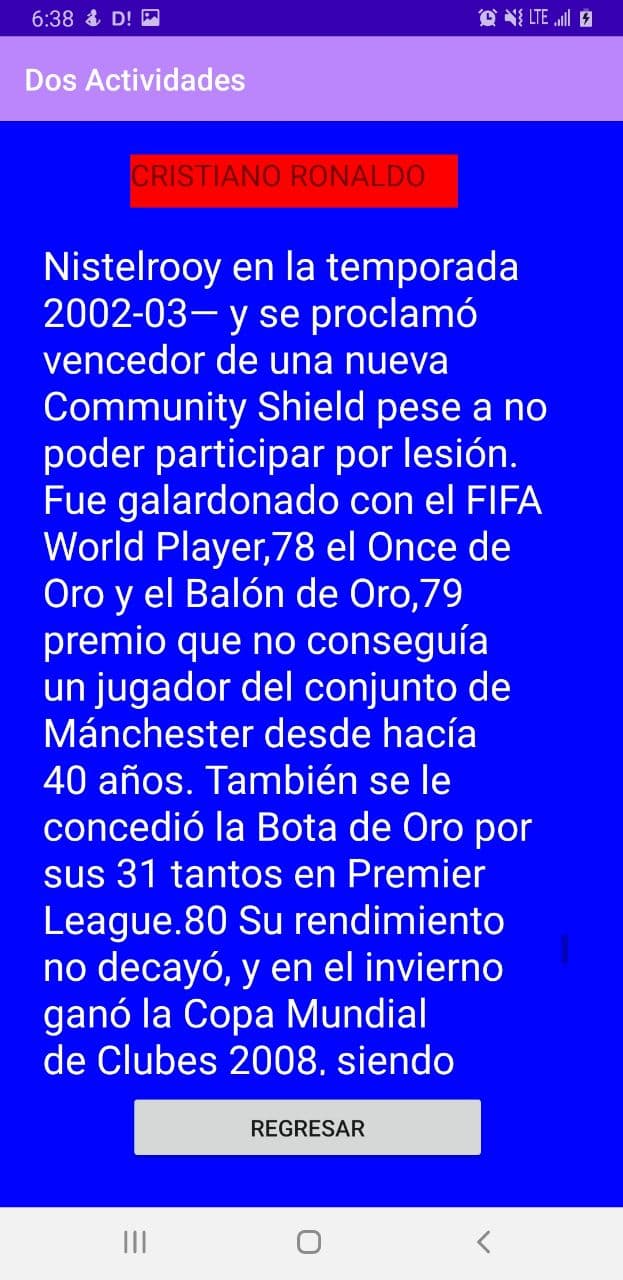 6:38 D! LTE
Dos Actividades
CRISTIANO RONALDO
Nistelrooy en la temporada
2002-03— y se proclamó
vencedor de una nueva
Community Shield pese a no
poder participar por lesión.
Fue galardonado con el FIFA
World Player,78 el Once de
Oro y el Balón de Oro,79
premio que no conseguía
un jugador del conjunto de
Mánchester desde hacía
40 años. También se le
concedió la Bota de Oro por
sus 31 tantos en Premier
League.80 Su rendimiento
no decayó, y en el invierno
ganó la Copa Mundial
de Clubes 2008. siendo
REGRESAR